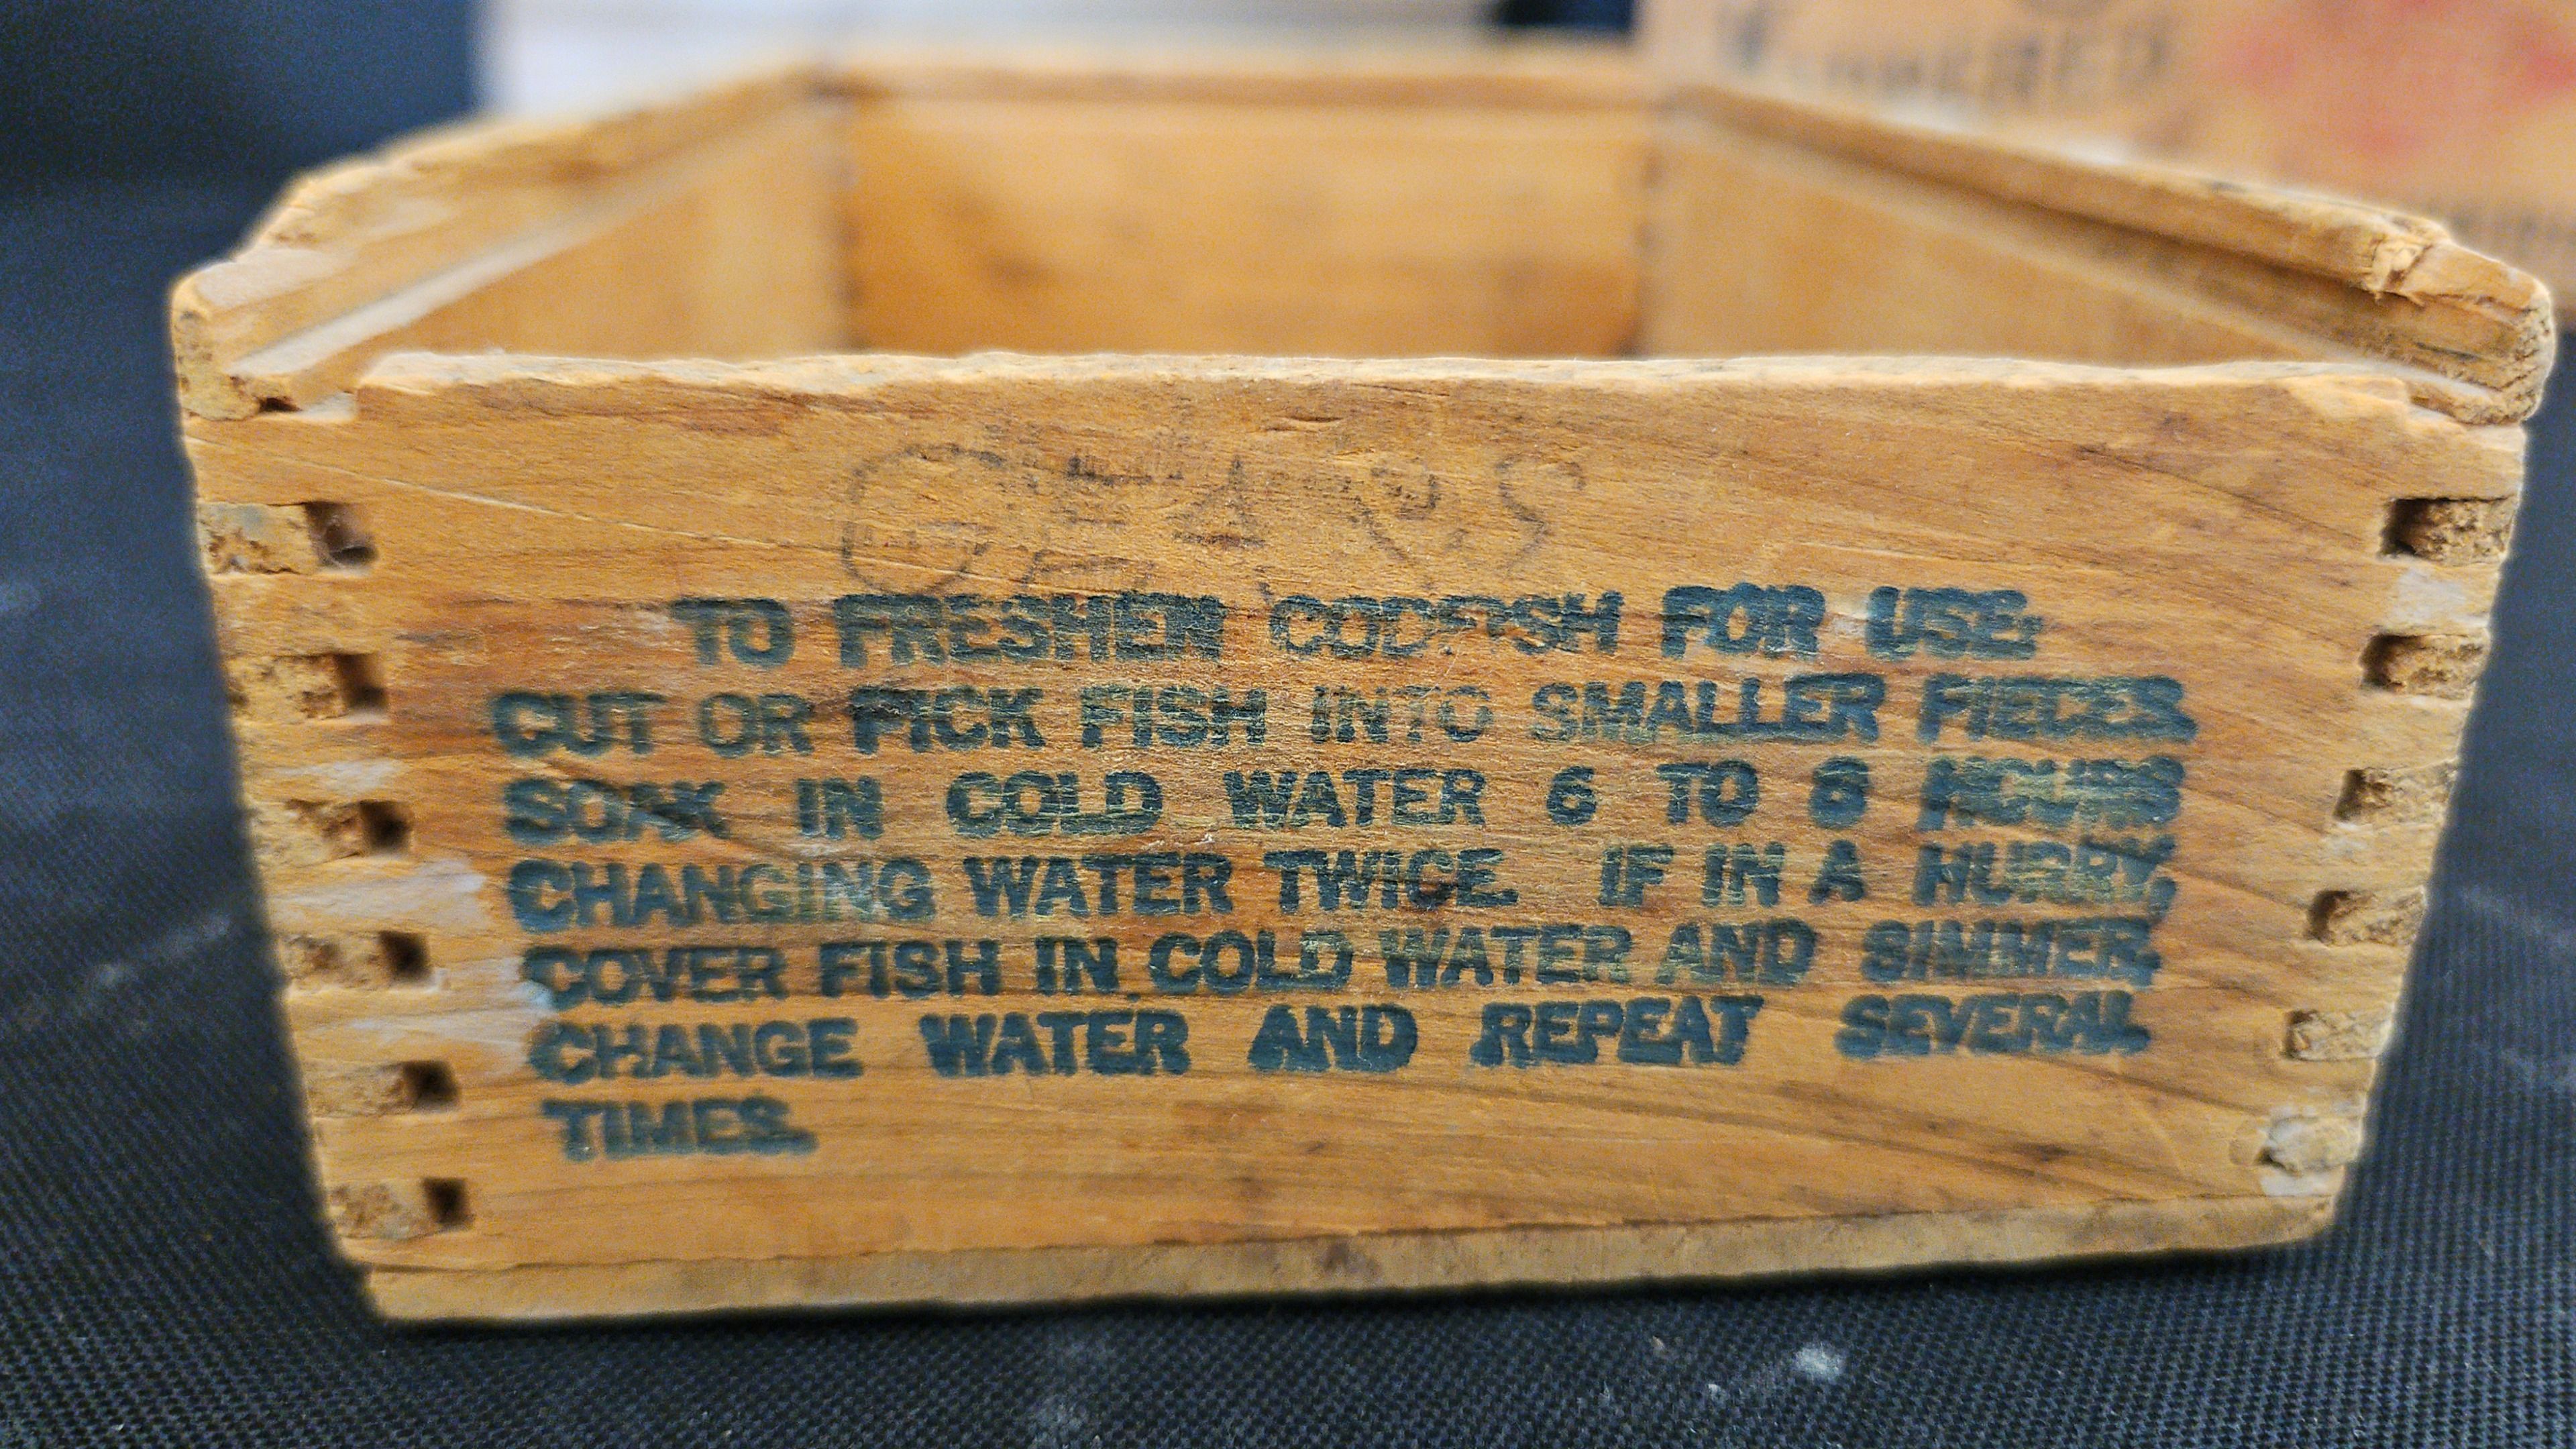 GEARS
TO FRESHEN CODFISH FOR USE:
CUT OR PICK FISH INTO SMALLER PIECES.
SOAK IN COLD WATER 6 TO 8 HOURS
CHANGING WATER TWICE. IF IN A HURRY,
COVER FISH IN COLD WATER AND SIMMER,
CHANGE WATER AND REPEAT SEVERAL
TIMES.